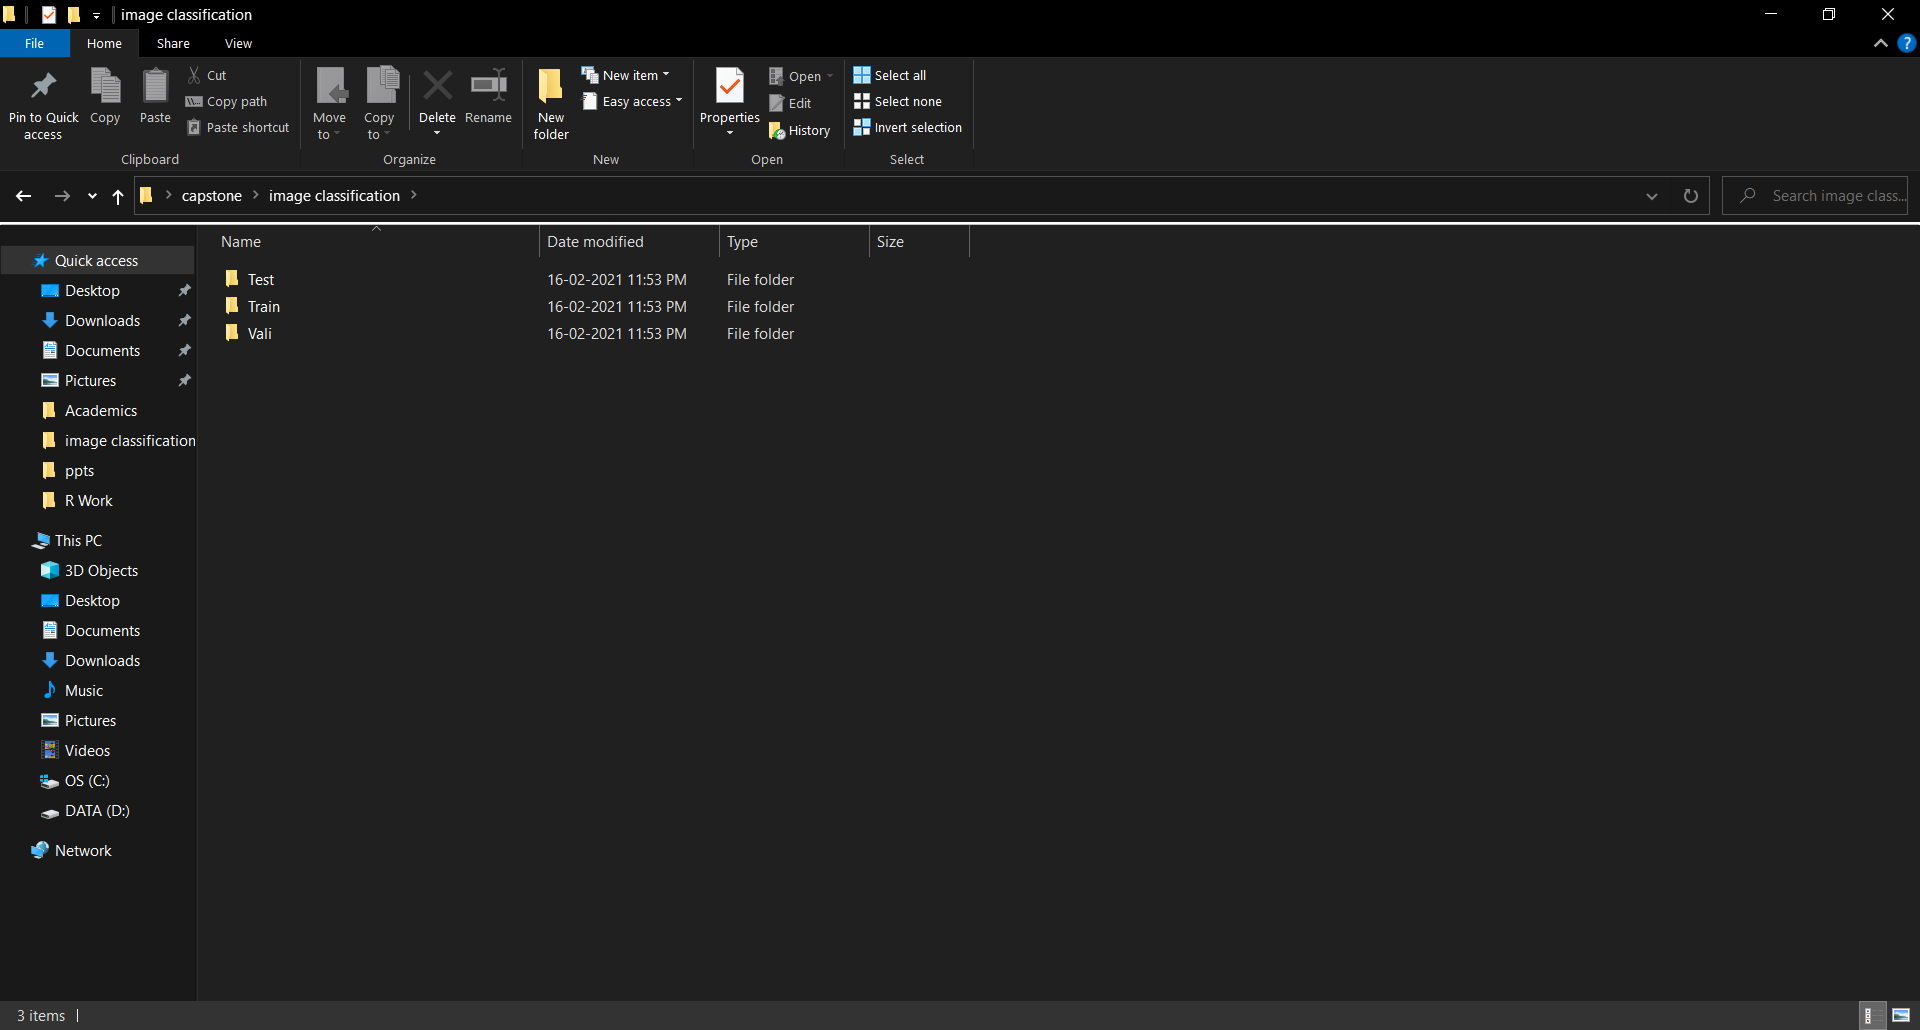 image classification
File Home Share View
Pin to Quick access
Copy
Paste
Cut
Copy path
Paste shortcut
Clipboard
Move to
Copy to
Delete
Rename
Organize
New folder
New item
Easy access
New
Properties
Open
Edit
History
Open
Select all
Select none
Invert selection
Select
capstone image classification
Search image class...
Quick access
Desktop
Downloads
Documents
Pictures
Academics
image classification
ppts
R Work
This PC
3D Objects
Desktop
Documents
Downloads
Music
Pictures
Videos
OS (C:)
DATA (D:)
Network
Name Date modified Type Size
Test 16-02-2021 11:53 PM File folder
Train 16-02-2021 11:53 PM File folder
Vali 16-02-2021 11:53 PM File folder
3 items